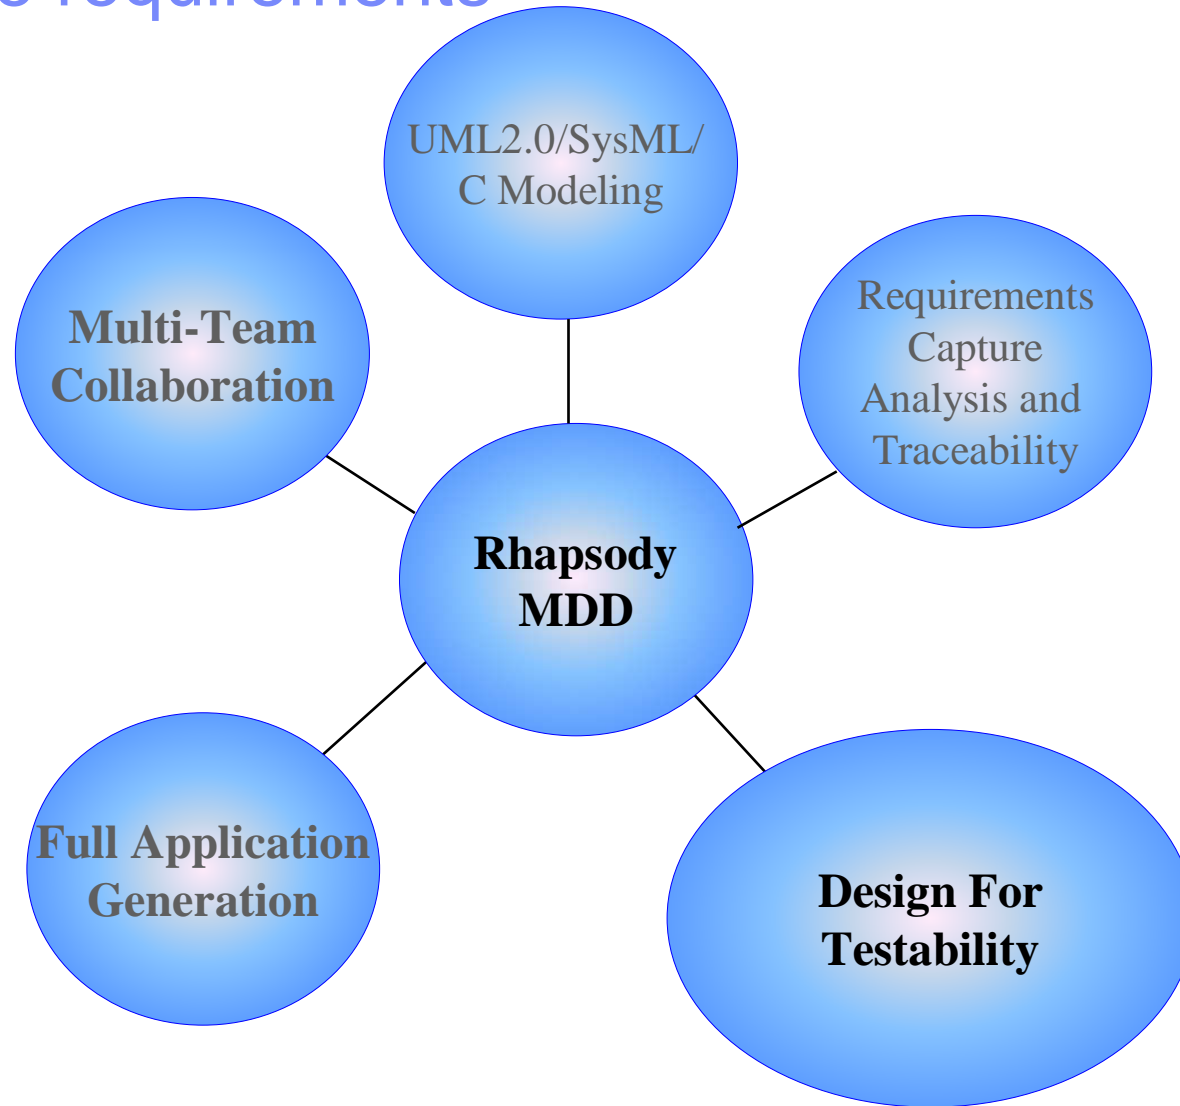 requirements
UML2.0/SysML/
C Modeling
Multi-Team
Collaboration
Requirements
Capture
Analysis and
Traceability
Rhapsody
MDD
Full Application
Generation
Design For
Testability